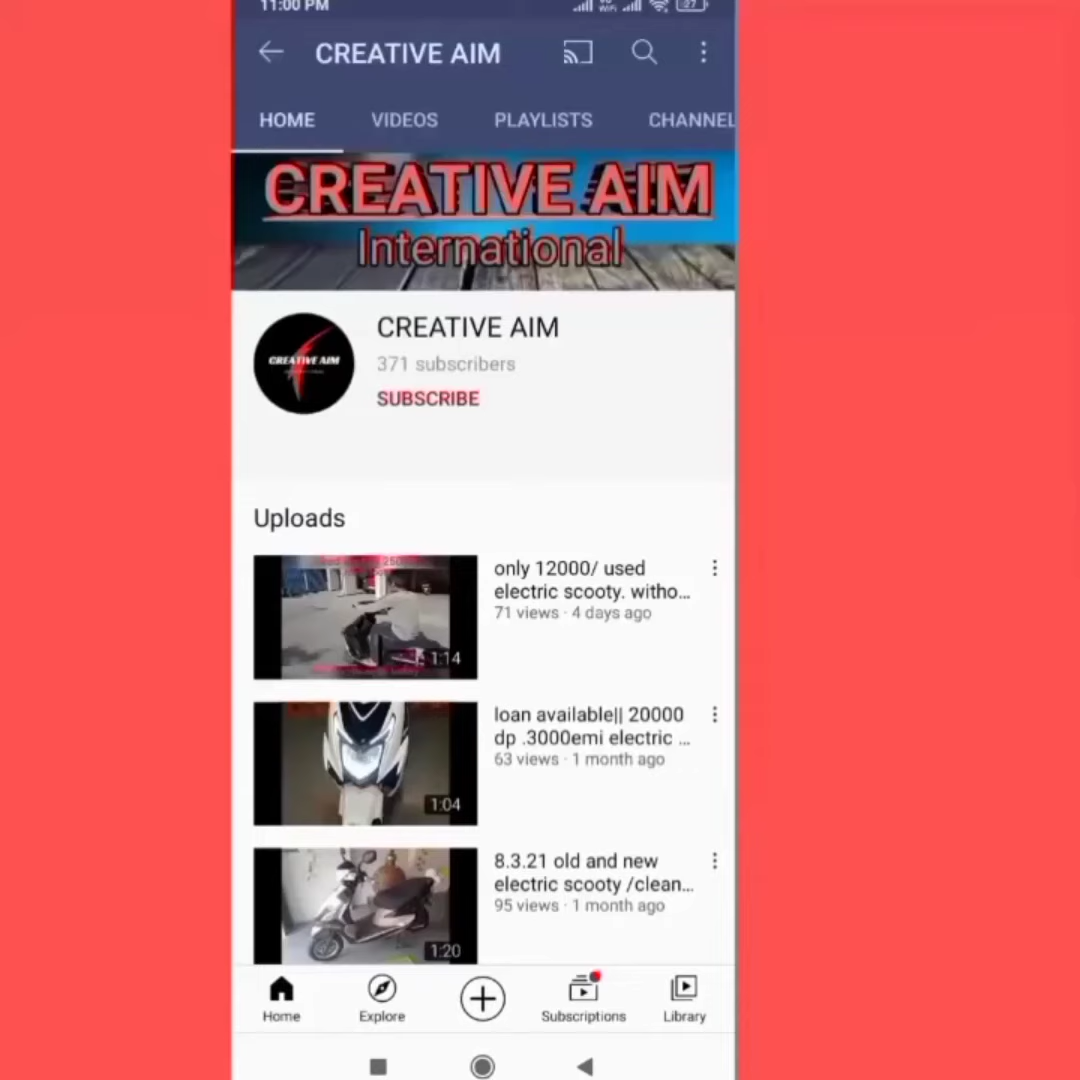 11:00 PM
27
CREATIVE AIM
HOME VIDEOS PLAYLISTS CHANNEL
CREATIVE AIM
International
CREATIVE AIM
CREATIVE AIM
371 subscribers
SUBSCRIBE
Uploads
only 12000/ used
electric scooty. witho...
71 views · 4 days ago
1:14
loan available|| 20000
dp .3000emi electric ...
63 views · 1 month ago
1:04
8.3.21 old and new
electric scooty /clean...
95 views · 1 month ago
1:20
Home Explore Subscriptions Library